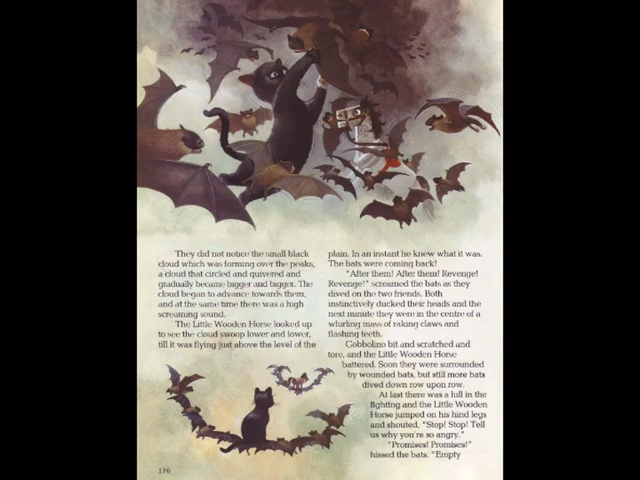 They did not notice the small black
cloud which was forming over the peaks,
a cloud that circled and quivered and
gradually became bigger and bigger. The
cloud began to advance towards them,
and at the same time there was a high
screaming sound.
The Little Wooden Horse looked up
to see the cloud swoop lower and lower,
till it was flying just above the level of the
plain. In an instant he knew what it was.
The bats were coming back!
"After them! After them! Revenge!
Revenge!" screamed the bats as they
dived on the two friends. Both
instinctively ducked their heads and the
next minute they were in the centre of a
whirling mass of raking claws and
flashing teeth.
Gobbolino bit and scratched and
tore, and the Little Wooden Horse
battered. Soon they were surrounded
by wounded bats, but still more bats
dived down row upon row.
At last there was a lull in the
fighting and the Little Wooden
Horse jumped on his hind legs
and shouted, "Stop! Stop! Tell
us why you're so angry."
"Promises! Promises!"
hissed the bats. "Empty
176